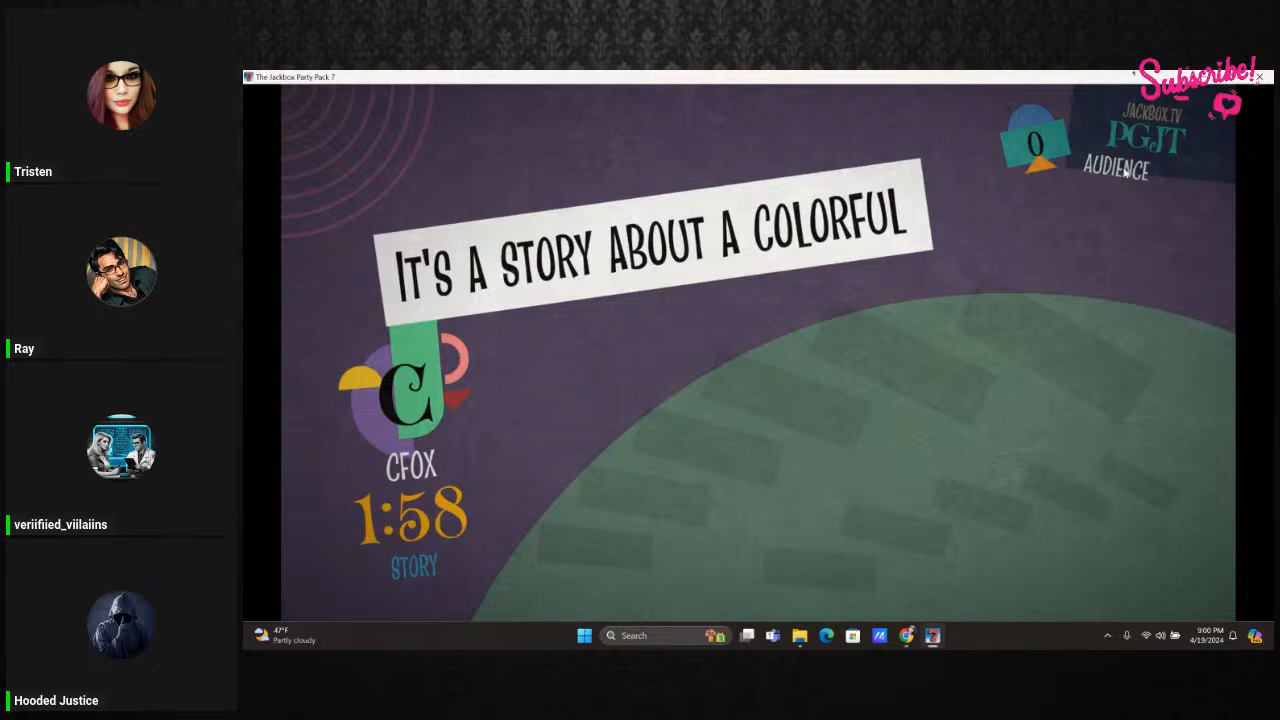 Tristen
Ray
veriifiied_viilaiins
Hooded Justice
The Jackbox Party Pack 7
Subscribe!
JACKBOX.TV
PGJT
0
AUDIENCE
IT'S A STORY ABOUT A COLORFUL
C
CFOX
1:58
STORY
47°F
Partly cloudy
Search
9:00 PM
4/19/2024